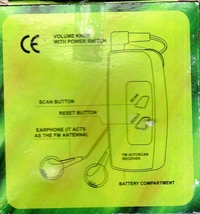 CE
VOLUME KNOB
WITH POWER SWITCH
SCAN BUTTON
RESET BUTTON
EARPHONE (IT ACTS
AS THE FM ANTENNA)
FM AUTOSCAN
RECEIVER
BATTERY COMPARTMENT